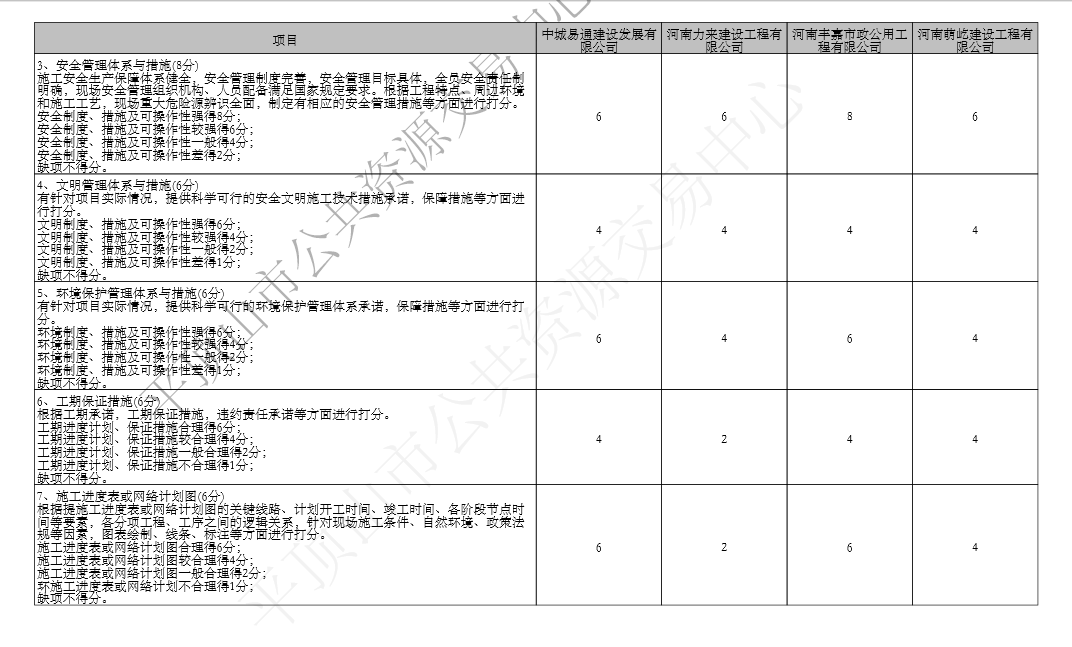 项目
中城易通建设发展有
限公司
河南力来建设工程有
限公司
河南丰嘉市政公用工
程有限公司
河南萌屹建设工程有
限公司
3、安全管理体系与措施(8分)
施工安全生产保障体系健全，安全管理制度完善，安全管理目标具体，全员安全责任制
明确，现场安全管理组织机构、人员配备满足国家规定要求。根据工程特点、周边环境
和施工工艺，现场重大危险源辨识全面，制定有相应的安全管理措施等方面进行打分。
安全制度、措施及可操作性强得8分；
安全制度、措施及可操作性较强得6分；
安全制度、措施及可操作性一般得4分；
安全制度、措施及可操作性差得2分；
缺项不得分。
6
6
8
6
4、文明管理体系与措施(6分)
有针对项目实际情况，提供科学可行的安全文明施工技术措施承诺，保障措施等方面进
行打分。
文明制度、措施及可操作性强得6分；
文明制度、措施及可操作性较强得4分；
文明制度、措施及可操作性一般得2分；
文明制度、措施及可操作性差得1分；
缺项不得分。
4
4
4
4
5、环境保护管理体系与措施(6分)
有针对项目实际情况，提供科学可行的环境保护管理体系承诺，保障措施等方面进行打
分。
环境制度、措施及可操作性强得6分；
环境制度、措施及可操作性较强得4分；
环境制度、措施及可操作性一般得2分；
环境制度、措施及可操作性差得1分；
缺项不得分。
6
4
6
4
6、工期保证措施(6分)
根据工期承诺，工期保证措施，违约责任承诺等方面进行打分。
工期进度计划、保证措施合理得6分；
工期进度计划、保证措施较合理得4分；
工期进度计划、保证措施一般合理得2分；
工期进度计划、保证措施不合理得1分；
缺项不得分。
4
2
4
4
7、施工进度表或网络计划图(6分)
根据提施工进度表或网络计划图的关键线路、计划开工时间、竣工时间、各阶段节点时
间等要素，各分项工程、工序之间的逻辑关系，针对现场施工条件、自然环境、政策法
规等因素，图表绘制、线条、标注等方面进行打分。
施工进度表或网络计划图合理得6分；
施工进度表或网络计划图较合理得4分；
施工进度表或网络计划图一般合理得2分；
环施工进度表或网络计划不合理得1分；
缺项不得分。
6
2
6
4
平顶山市公共资源交易中心
平顶山市公共资源交易中心